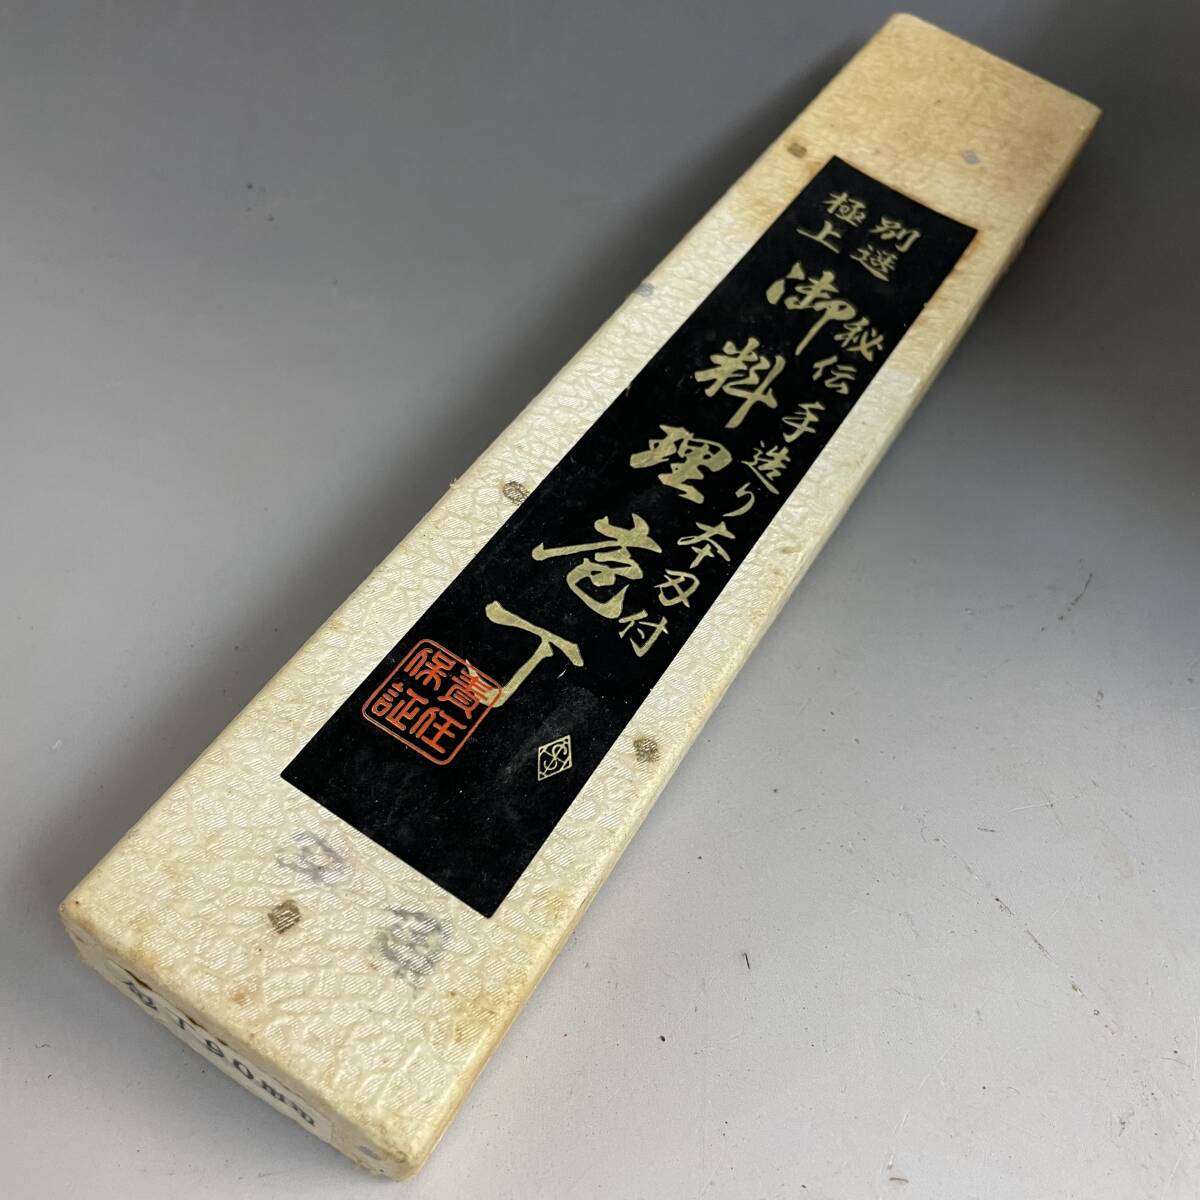 別選
極上
秘伝手造り本刃付
御料理庖丁
責任
保証